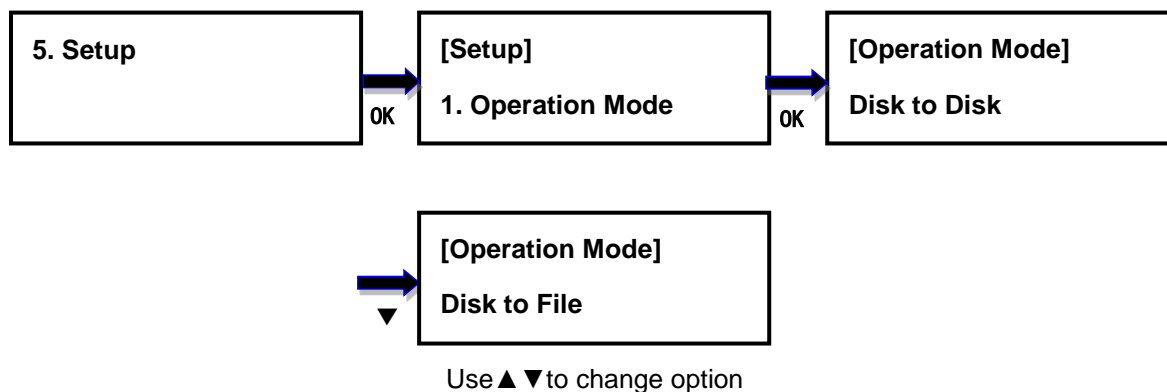 5. Setup
OK
[Setup]
1. Operation Mode
OK
[Operation Mode]
Disk to Disk
▼
[Operation Mode]
Disk to File
Use▲▼to change option